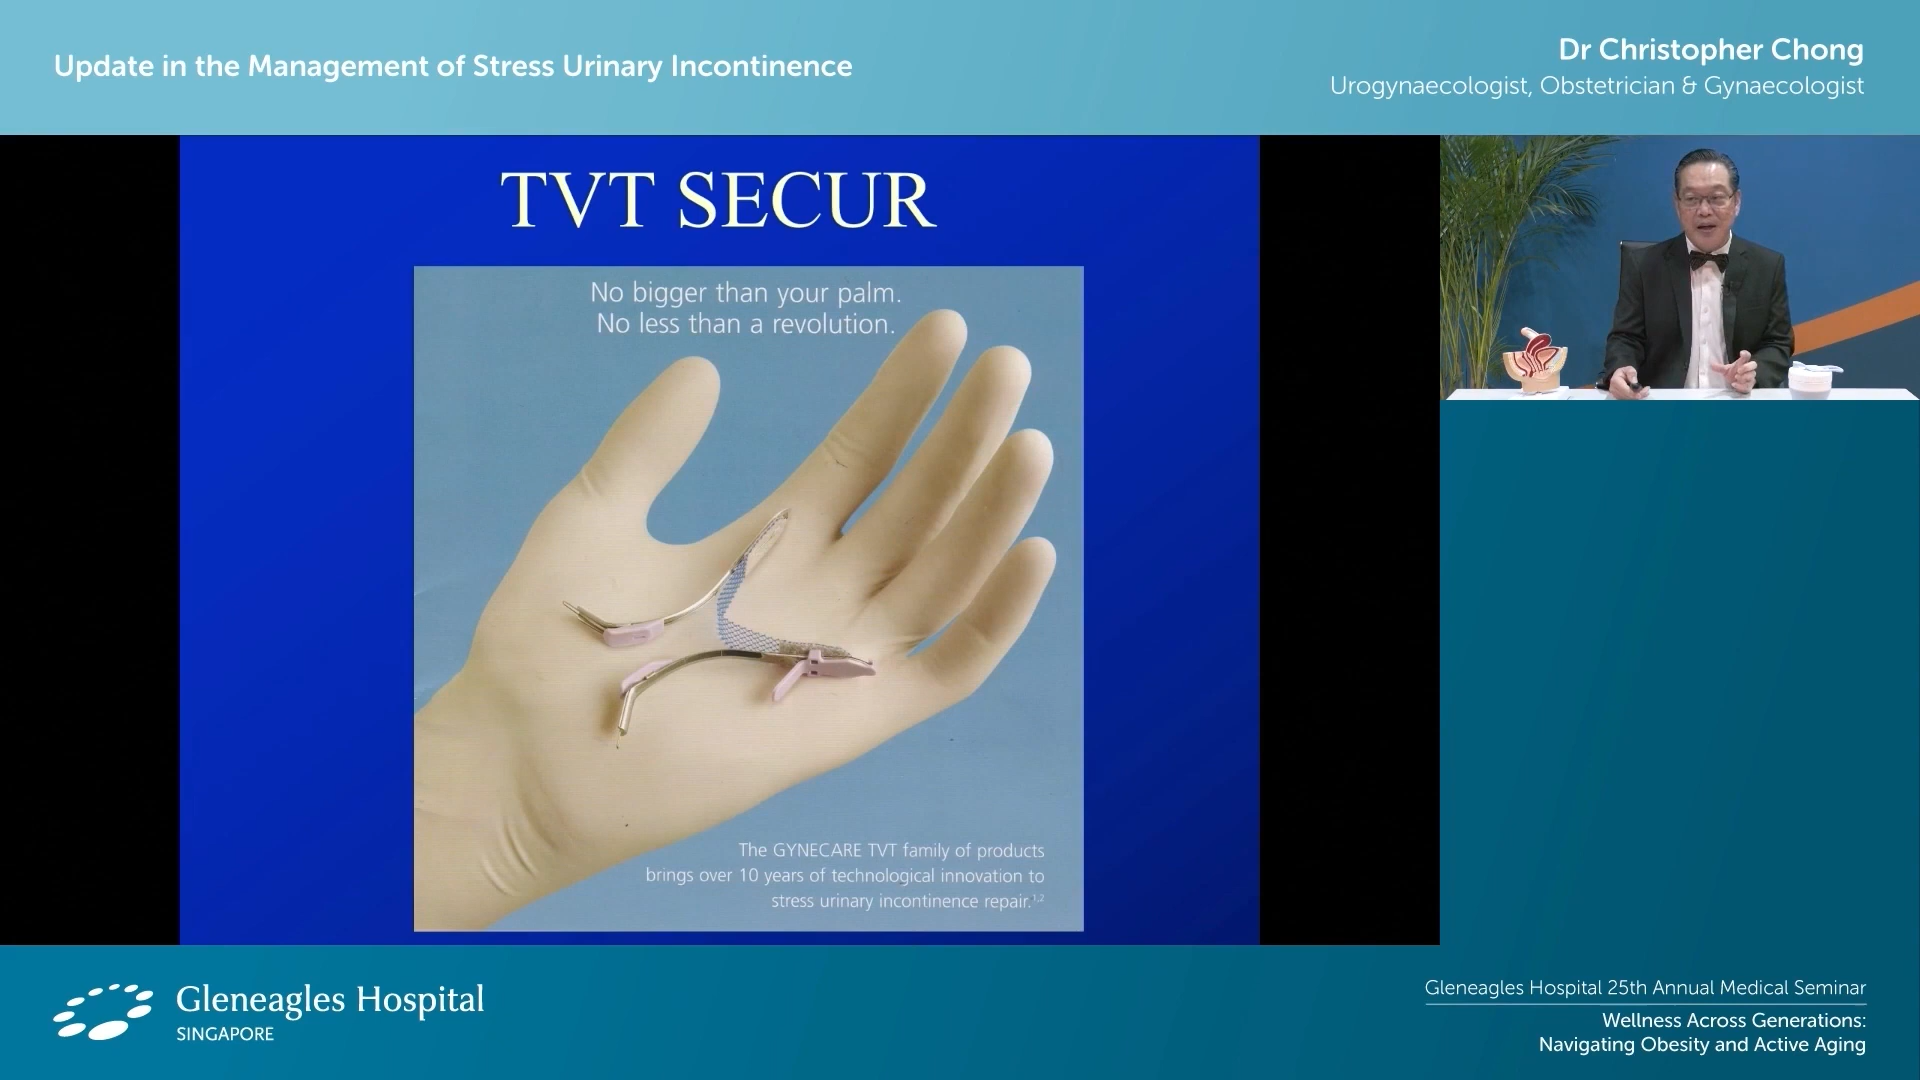 Update in the Management of Stress Urinary Incontinence
Dr Christopher Chong
Urogynaecologist, Obstetrician & Gynaecologist
TVT SECUR
No bigger than your palm.
No less than a revolution.
The GYNECARE TVT family of products
brings over 10 years of technological innovation to
stress urinary incontinence repair.1,2
Gleneagles Hospital
SINGAPORE
Gleneagles Hospital 25th Annual Medical Seminar
Wellness Across Generations:
Navigating Obesity and Active Aging